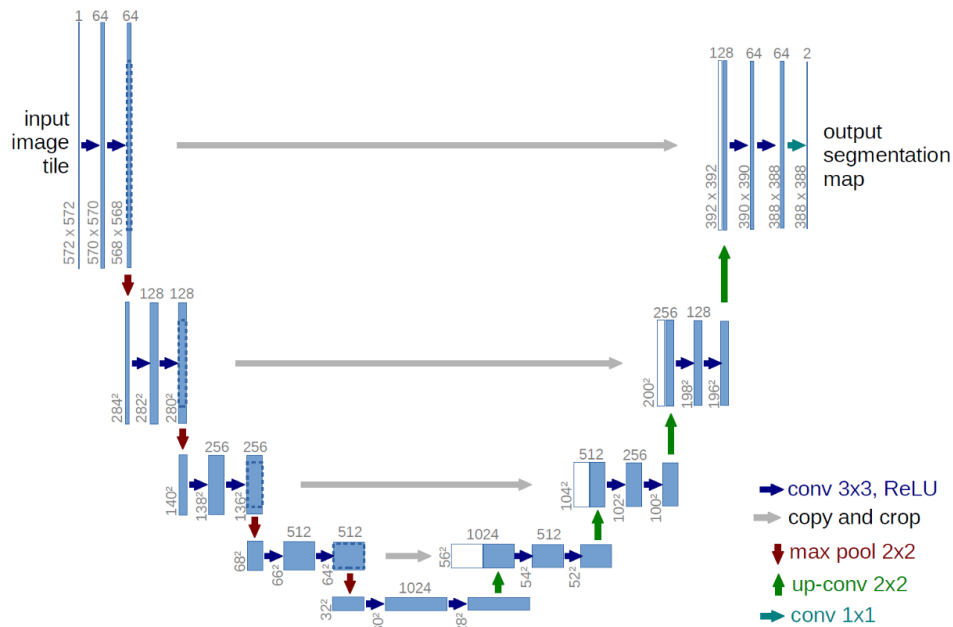 1 64 64
128 64 64 2
input
image
tile
output
segmentation
map
572 x 572
570 x 570
568 x 568
392 x 392
390 x 390
388 x 388
388 x 388
128 128
256 128
284²
282²
280²
200²
198²
196²
256 256
512 256
140²
138²
136²
104²
102²
100²
512 512
1024 512
68²
66²
64²
56²
54²
52²
1024
32²
conv 3x3, ReLU
copy and crop
max pool 2x2
up-conv 2x2
conv 1x1